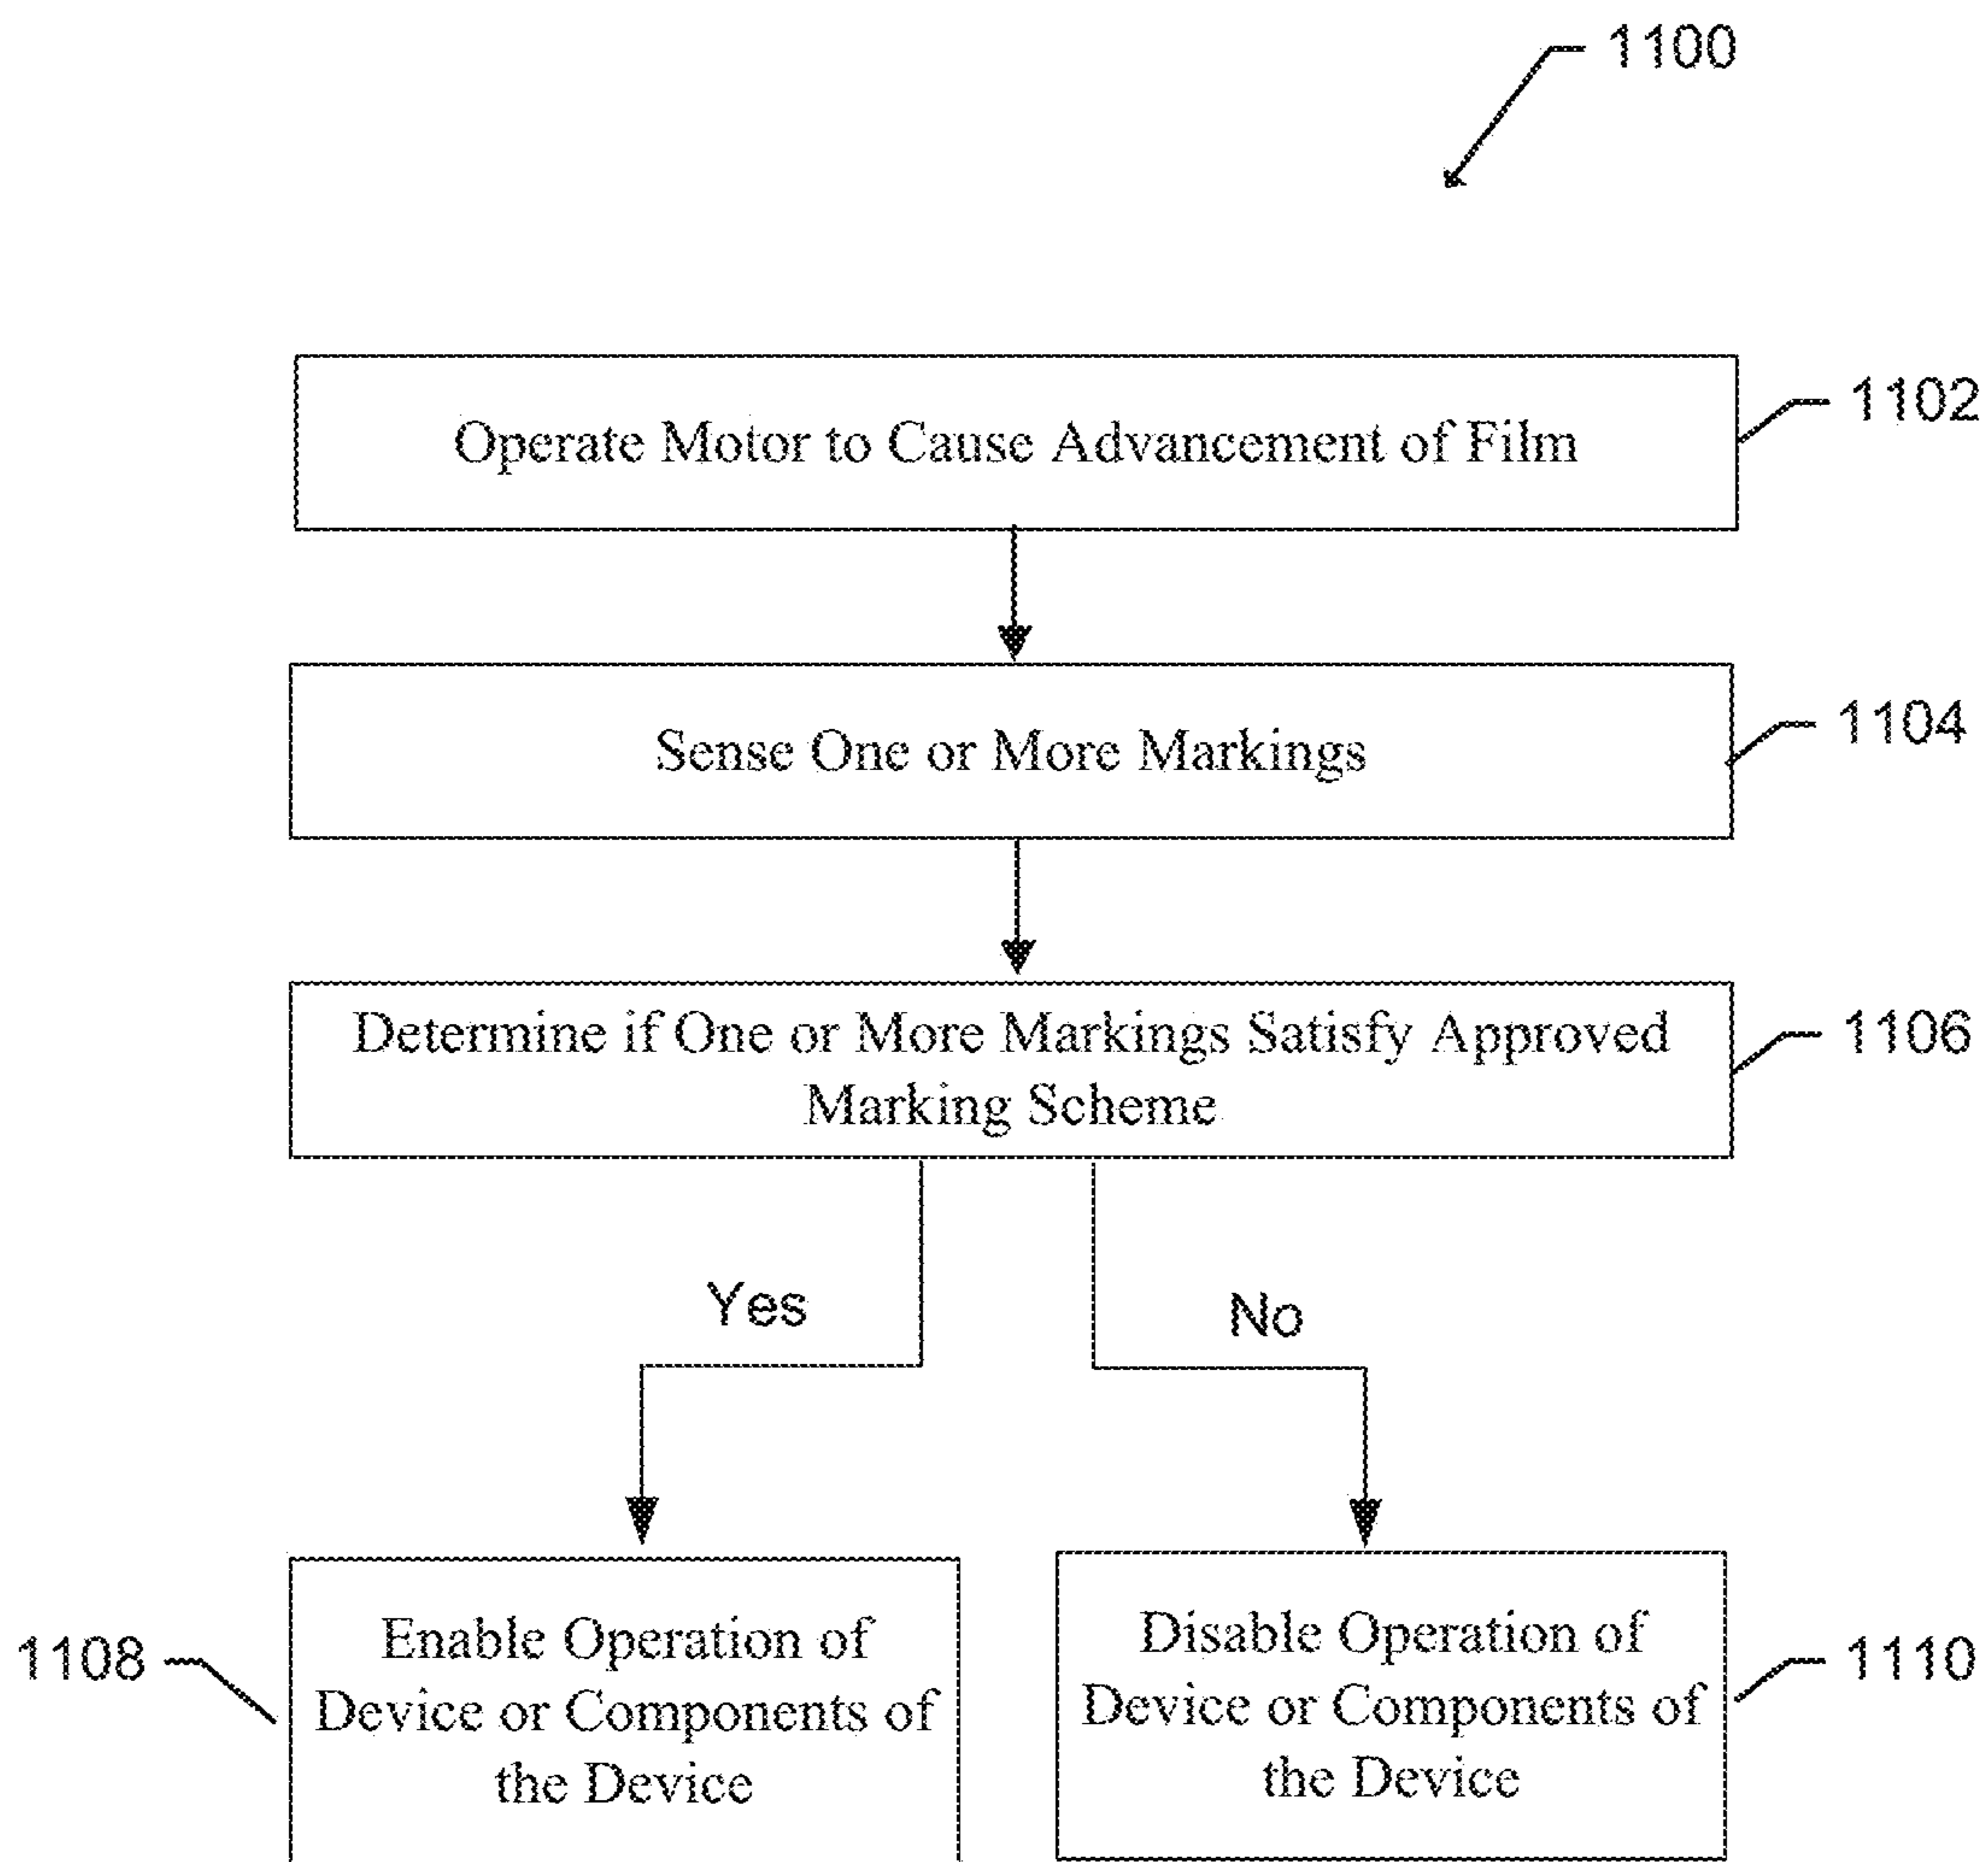 1100
Operate Motor to Cause Advancement of Film
1102
Sense One or More Markings
1104
Determine if One or More Markings Satisfy Approved
Marking Scheme
1106
Yes
No
1108
Enable Operation of
Device or Components of
the Device
Disable Operation of
Device or Components of
the Device
1110